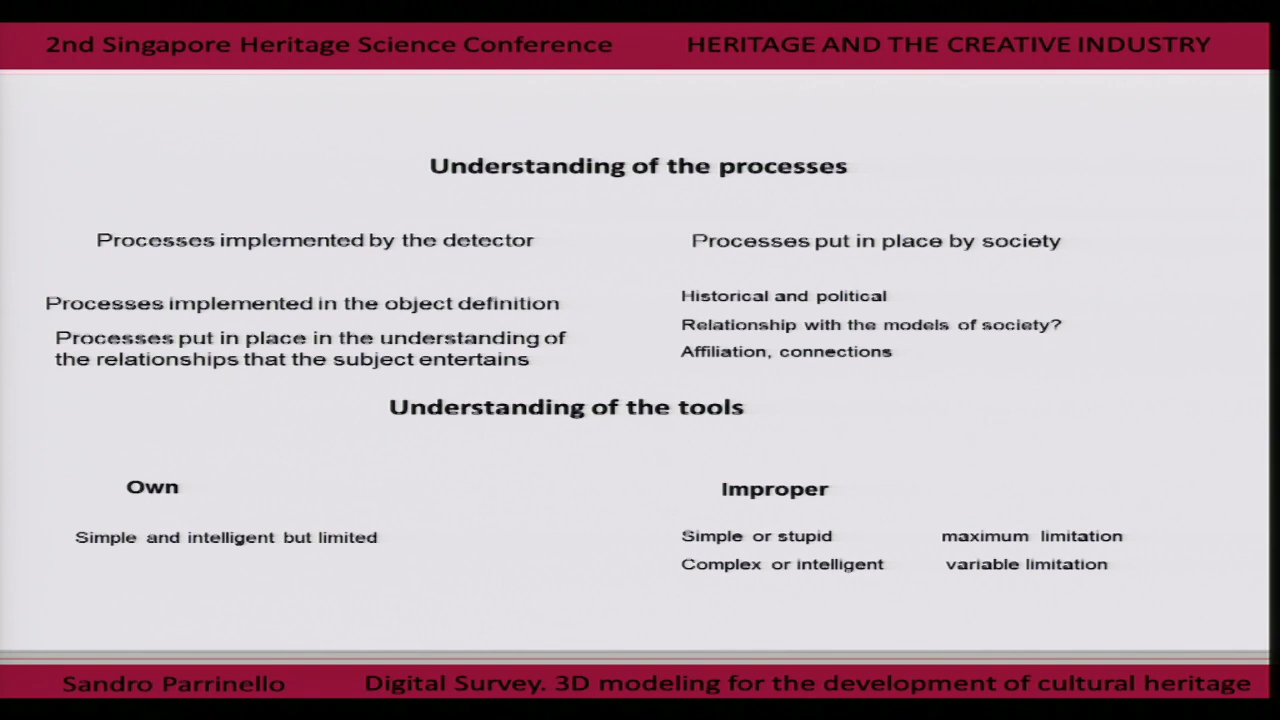 2nd Singapore Heritage Science Conference HERITAGE AND THE CREATIVE INDUSTRY
Understanding of the processes
Processes implemented by the detector
Processes put in place by society
Processes implemented in the object definition
Processes put in place in the understanding of
the relationships that the subject entertains
Historical and political
Relationship with the models of society?
Affiliation, connections
Understanding of the tools
Own
Simple and intelligent but limited
Improper
Simple or stupid maximum limitation
Complex or intelligent variable limitation
Sandro Parrinello Digital Survey. 3D modeling for the development of cultural heritage